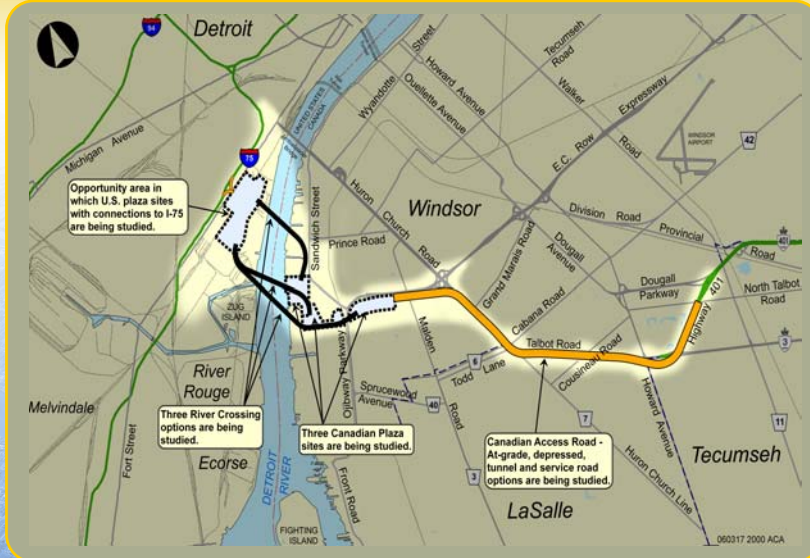 Detroit
94
Michigan Avenue
75
UNITED STATES
CANADA
Wyandotte
Street
Ouellette Avenue
Howard Avenue
Tecumseh
Road
Walker
Road
Expressway
E.C. Row
WINDSOR
AIRPORT
42
Opportunity area in
which U.S. plaza sites
with connections to I-75
are being studied.
Sandwich Street
Huron
Church
Road
Windsor
Prince Road
Division Road
Provincial
Road
401
Grand Marais Road
Dougall
Avenue
Dougall
Parkway
North Talbot
Road
Highway 401
3
ZUG
ISLAND
Cabana Road
Talbot Road
Cousineau Road
Howard Avenue
River
Rouge
Ojibway Parkway
Malden
Road
6
Todd Lane
Sprucewood
Avenue
40
Melvindale
Three River Crossing
options are being
studied.
Three Canadian Plaza
sites are being studied.
Fort Street
Ecorse
DETROIT
RIVER
Front Road
3
7
Huron Church Line
11
Canadian Access Road -
At-grade, depressed,
tunnel and service road
options are being studied.
Tecumseh
LaSalle
FIGHTING
ISLAND
060317 2000 ACA